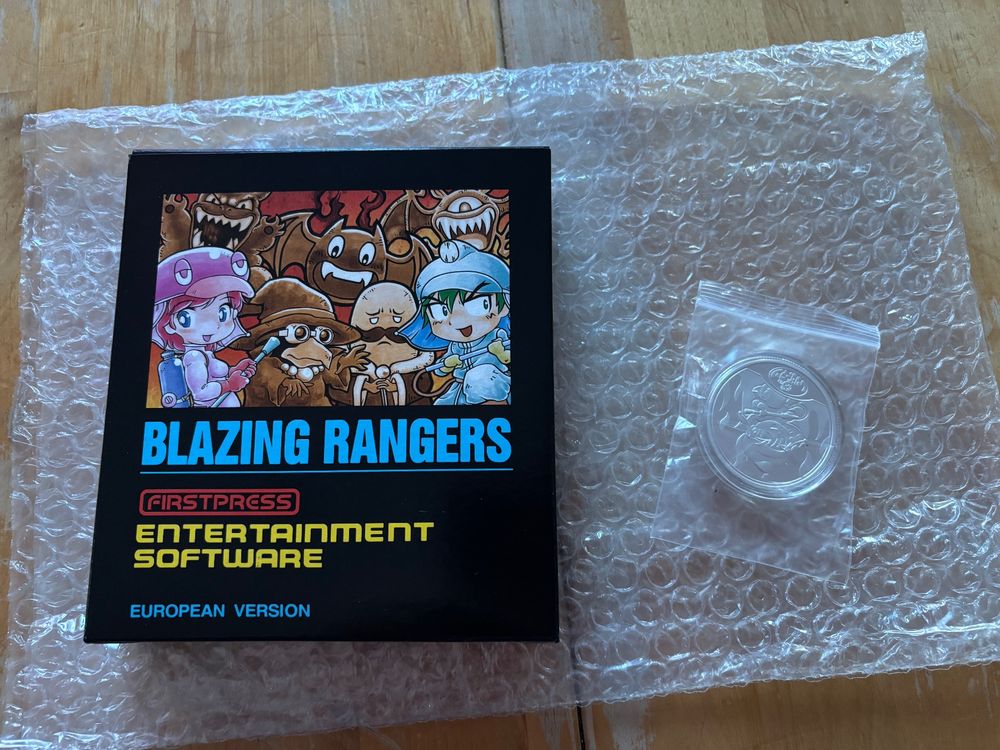 BLAZING RANGERS
FIRSTPRESS
ENTERTAINMENT
SOFTWARE
EUROPEAN VERSION